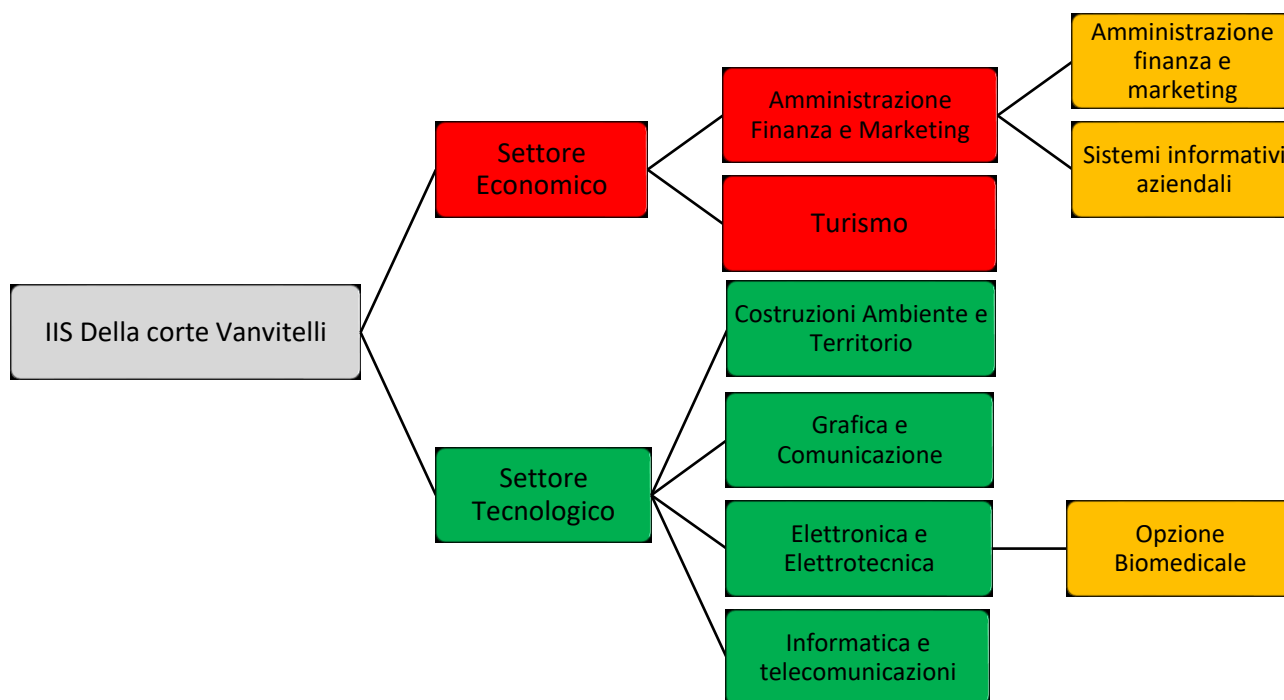 Amministrazione
finanza e
marketing
Amministrazione
Finanza e Marketing
Settore
Economico
Sistemi informativi
aziendali
Turismo
IIS Della corte Vanvitelli
Costruzioni Ambiente e
Territorio
Grafica e
Comunicazione
Settore
Tecnologico
Elettronica e
Elettrotecnica
Opzione
Biomedicale
Informatica e
telecomunicazioni